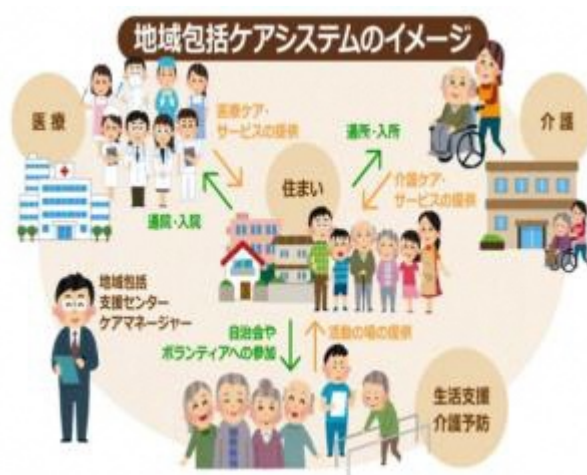 地域包括ケアシステムのイメージ
医療
医療ケア・
サービスの提供
通所・入所
介護
住まい
介護ケア・
サービスの提供
通院・入院
地域包括
支援センター
ケアマネージャー
自治会や
ボランティアへの参加
活動の場の提供
生活支援
介護予防